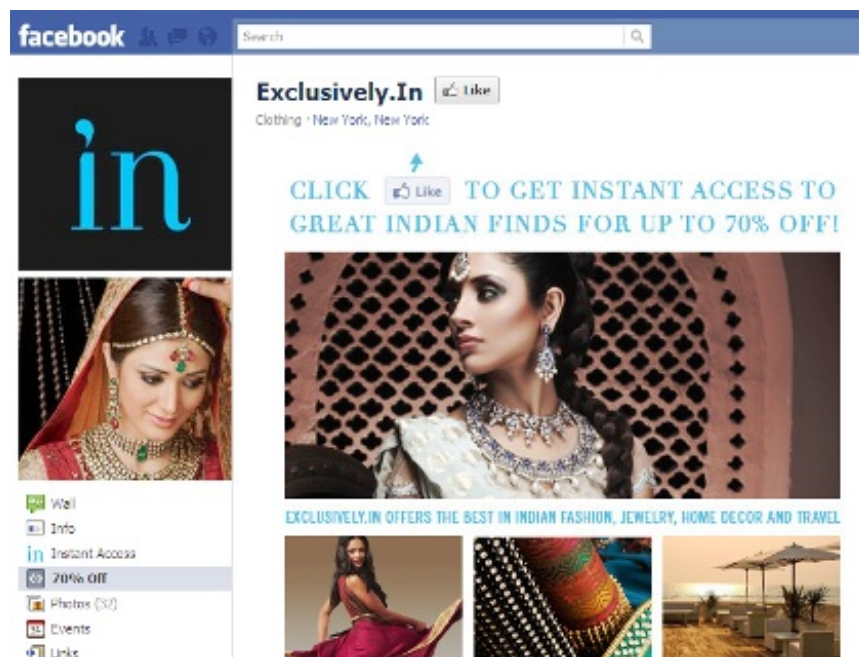 facebook
Search
Exclusively.In Like
Clothing · New York, New York
in
CLICK Like TO GET INSTANT ACCESS TO
GREAT INDIAN FINDS FOR UP TO 70% OFF!
EXCLUSIVELY.IN OFFERS THE BEST IN INDIAN FASHION, JEWELRY, HOME DECOR AND TRAVEL
Wall
Info
in Instant Access
70% Off
Photos (32)
Events
Links